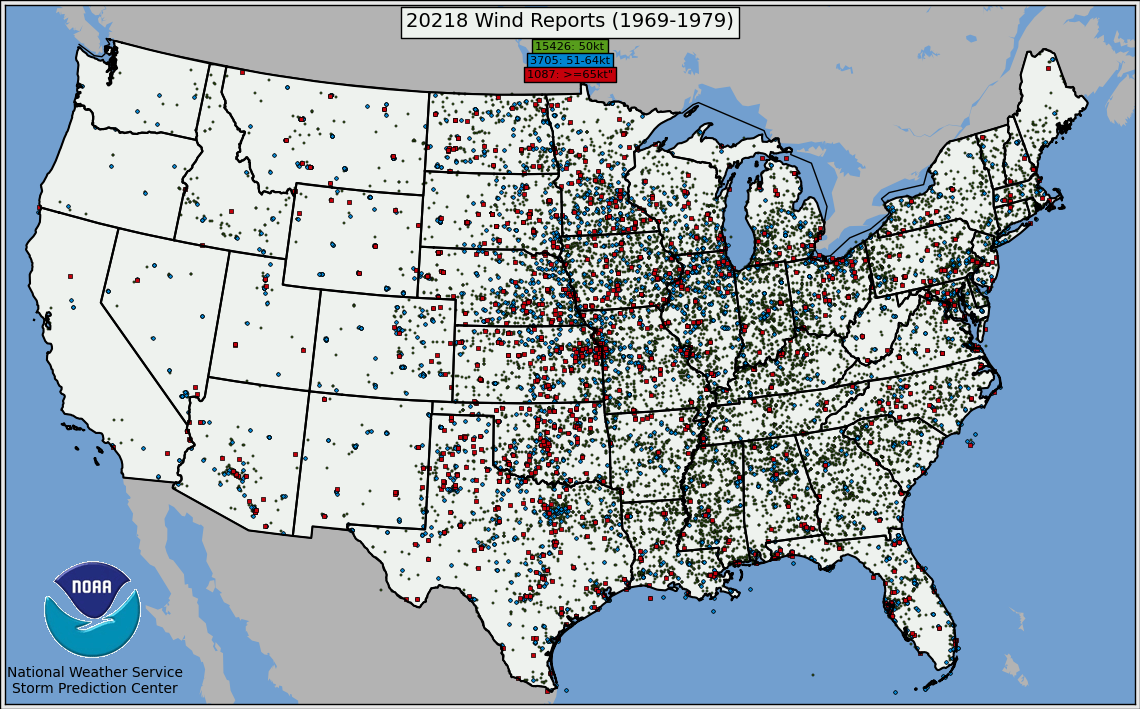 20218 Wind Reports (1969-1979)
15426: 50kt
3705: 51-64kt
1087: >=65kt"
NOAA
National Weather Service
Storm Prediction Center